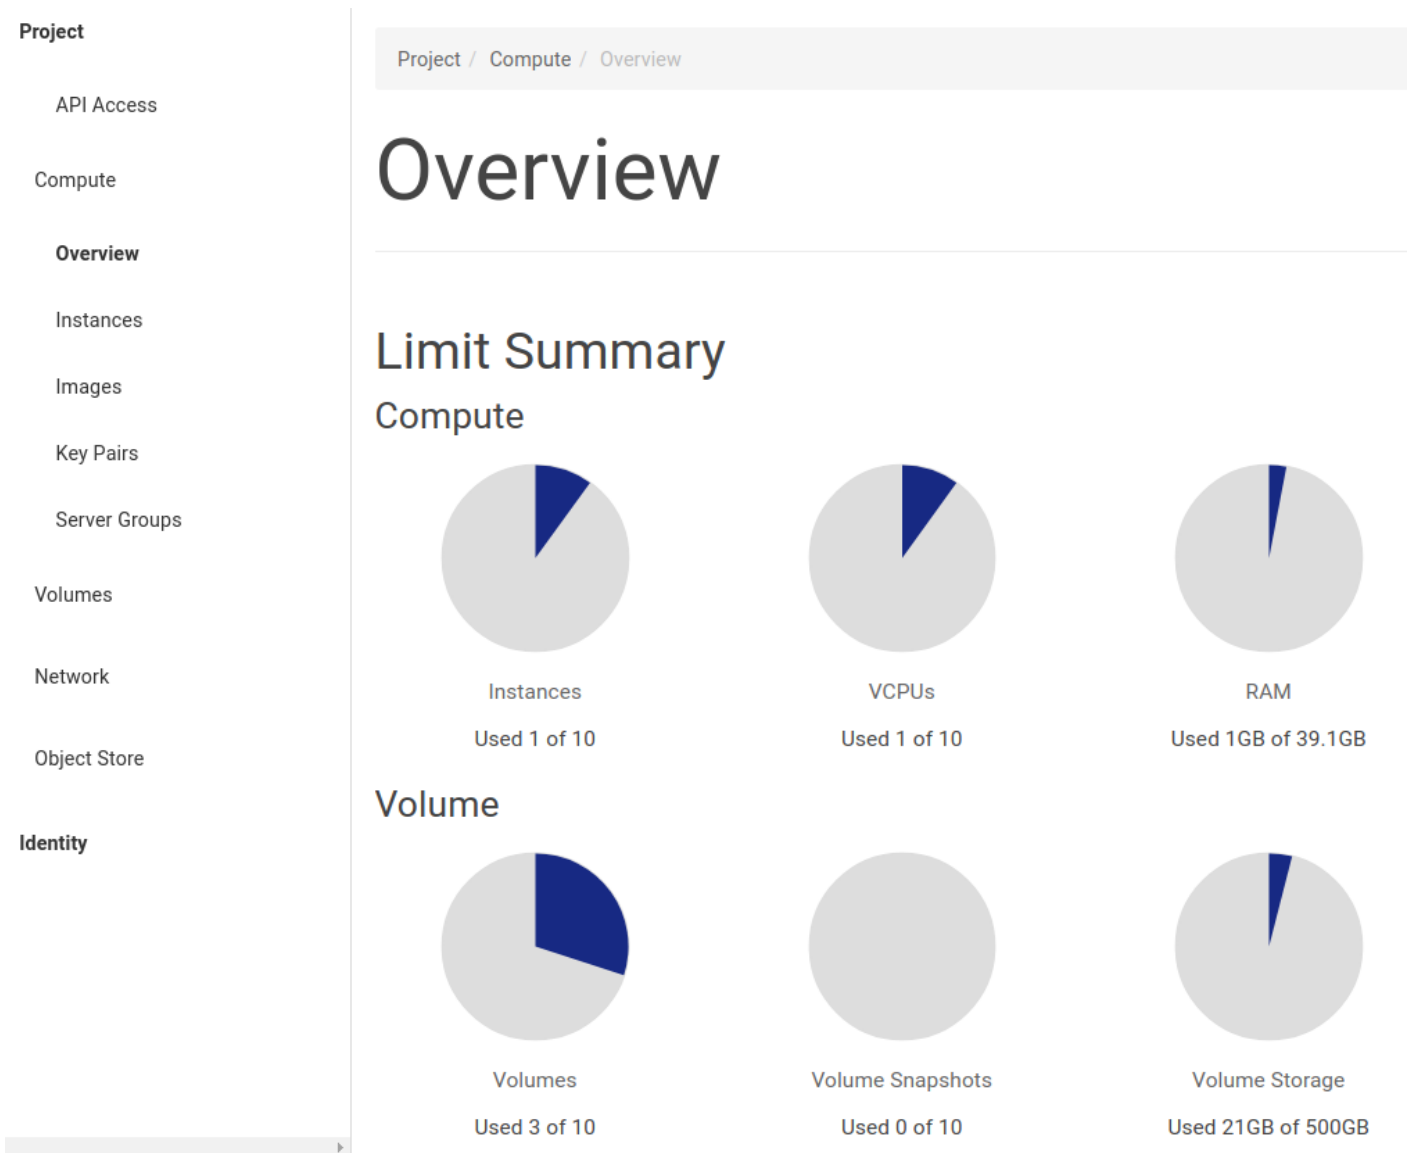 Project
API Access
Compute
Overview
Instances
Images
Key Pairs
Server Groups
Volumes
Network
Object Store
Identity
Project / Compute / Overview
Overview
Limit Summary
Compute
Instances
Used 1 of 10
VCPUs
Used 1 of 10
RAM
Used 1GB of 39.1GB
Volume
Volumes
Used 3 of 10
Volume Snapshots
Used 0 of 10
Volume Storage
Used 21GB of 500GB